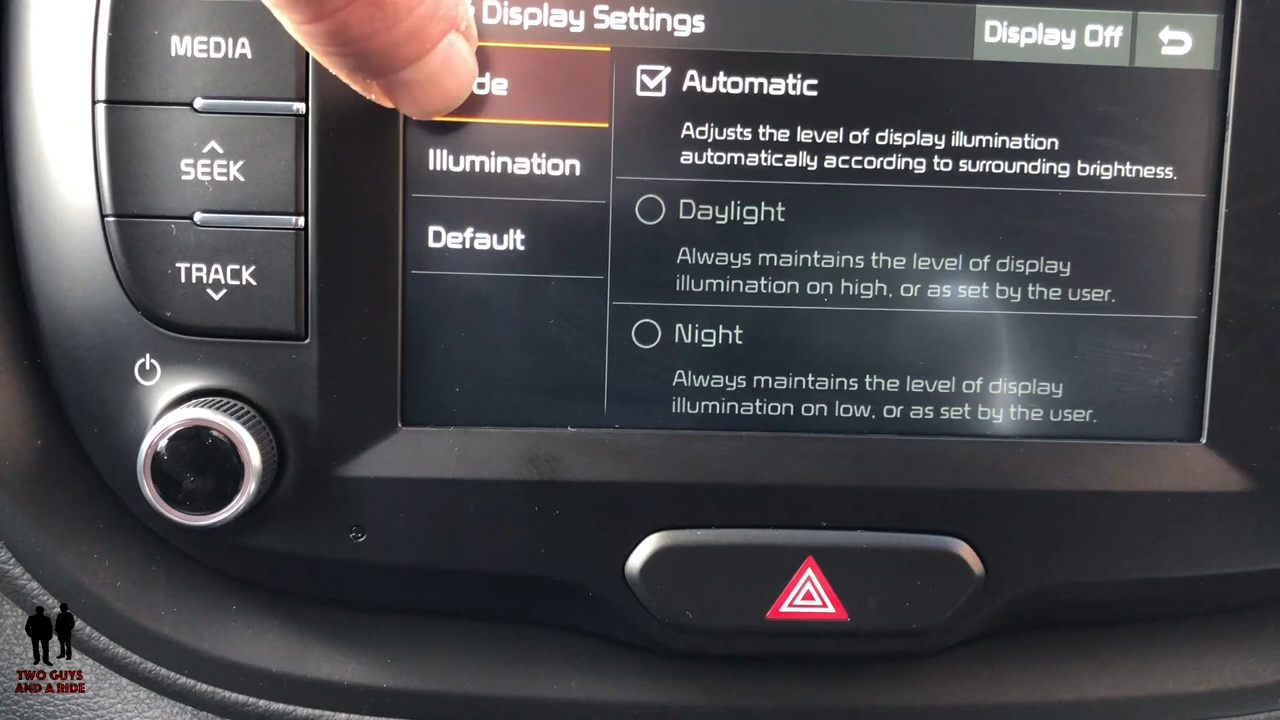 MEDIA
SEEK
TRACK
Display Settings
Display Off
de
Illumination
Default
Automatic
Adjusts the level of display illumination
automatically according to surrounding brightness.
Daylight
Always maintains the level of display
illumination on high, or as set by the user.
Night
Always maintains the level of display
illumination on low, or as set by the user.
TWO GUYS
AND A RIDE